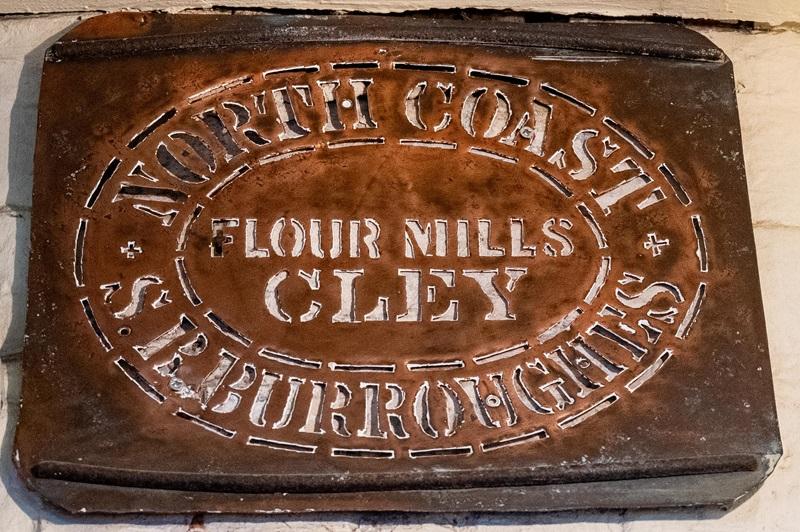 NORTH COAST
FLOUR MILLS
CLEY
S.R. BURROUGHES